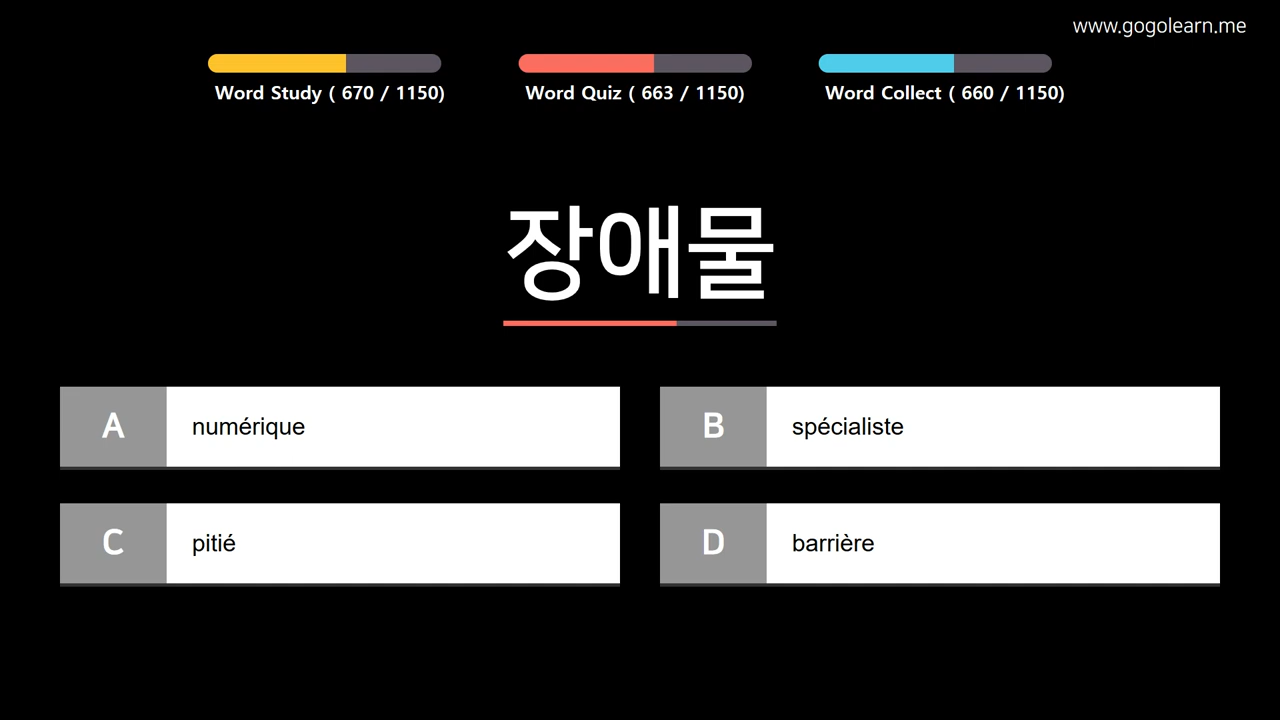 www.gogolearn.me
Word Study ( 670 / 1150)
Word Quiz ( 663 / 1150)
Word Collect ( 660 / 1150)
장애물
A numérique
B spécialiste
C pitié
D barrière